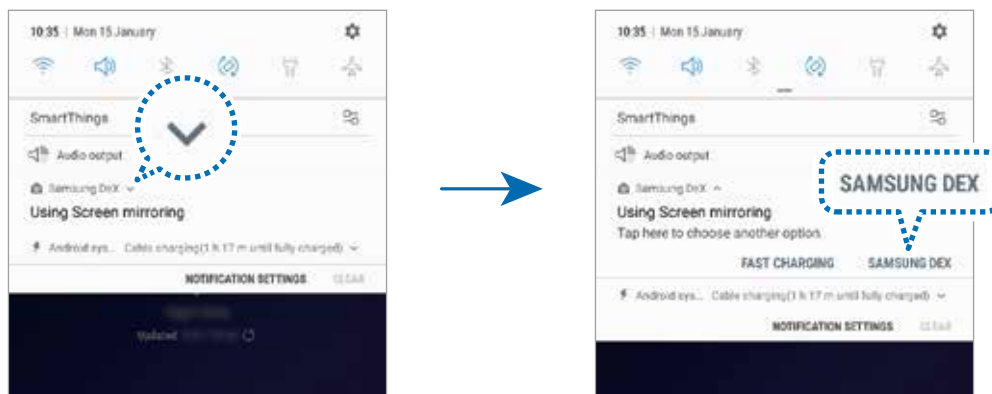 10:35 | Mon 15 January
SmartThings
Audio output
Samsung DeX
Using Screen mirroring
Android sys... Cable charging(1 h 17 m until fully charged)
NOTIFICATION SETTINGS CLEAR
Updated
10:35 | Mon 15 January
SmartThings
Audio output
SAMSUNG DEX
Samsung DeX
Using Screen mirroring
Tap here to choose another option.
FAST CHARGING SAMSUNG DEX
Android sys... Cable charging(1 h 17 m until fully charged)
NOTIFICATION SETTINGS CLEAR